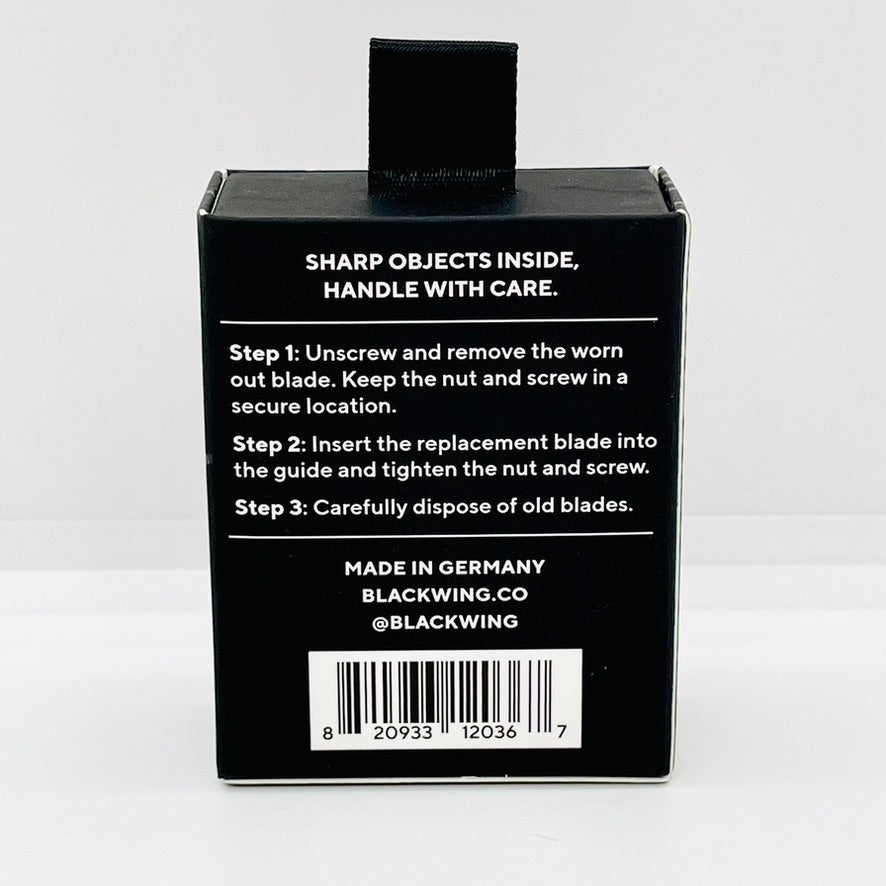 SHARP OBJECTS INSIDE,
HANDLE WITH CARE.
Step 1: Unscrew and remove the worn
out blade. Keep the nut and screw in a
secure location.
Step 2: Insert the replacement blade into
the guide and tighten the nut and screw.
Step 3: Carefully dispose of old blades.
MADE IN GERMANY
BLACKWING.CO
@BLACKWING
8 20933 12036 7